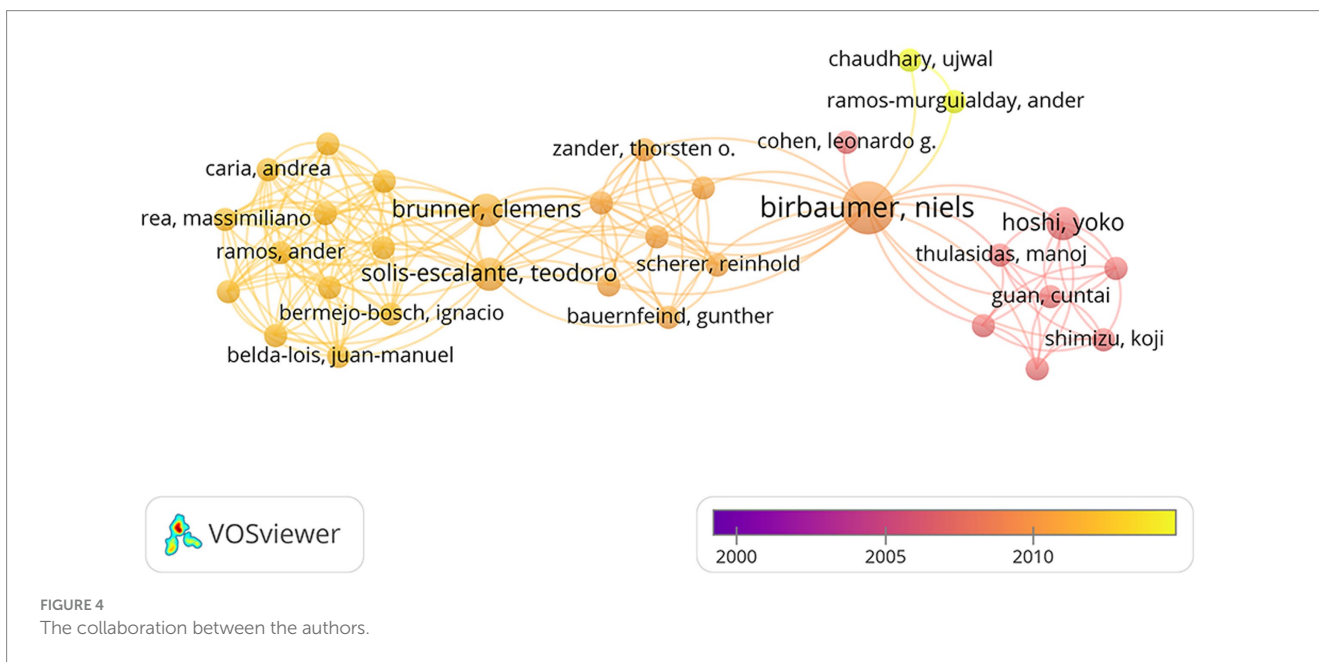 chaudhary, ujwal
ramos-murguialday, ander
cohen, leonardo g.
zander, thorsten o.
caria, andrea
birbaumer, niels
brunner, clemens
rea, massimiliano
hoshi, yoko
ramos, ander
thulasidas, manoj
scherer, reinhold
solis-escalante, teodoro
guan, cuntai
bermejo-bosch, ignacio
bauernfeind, gunther
shimizu, koji
belda-lois, juan-manuel
VOSviewer
2000
2005
2010
FIGURE 4
The collaboration between the authors.